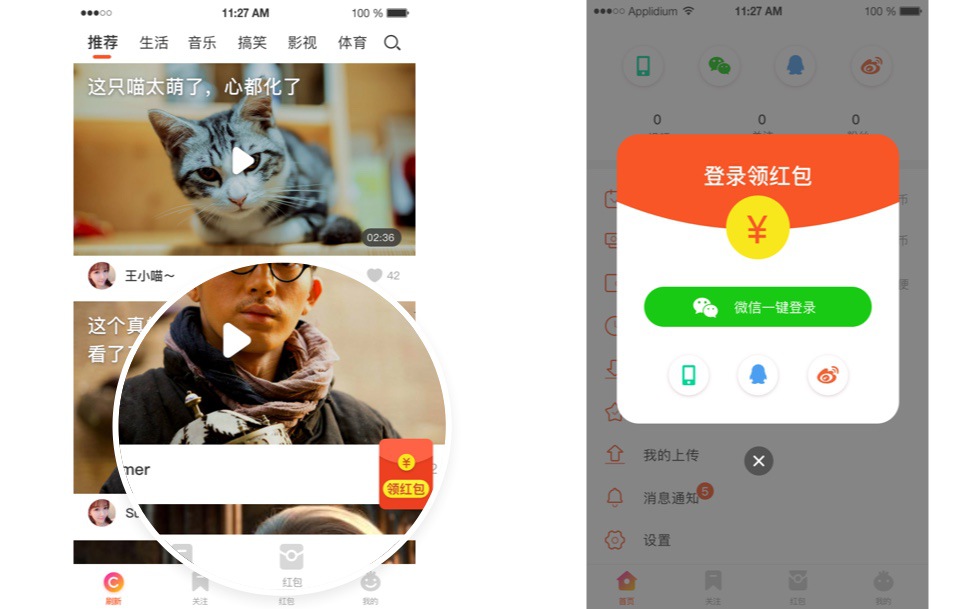 11:27 AM
100 %
推荐 生活 音乐 搞笑 影视 体育
这只喵太萌了，心都化了
02:36
王小喵～
42
这个真
看了
mer
¥
领红包
Su
红包
刷新 关注 红包 我的
Applidium
11:27 AM
100 %
0 0 0
登录领红包
¥
币
币
便
微信一键登录
我的上传
消息通知
5
设置
首页 关注 红包 我的